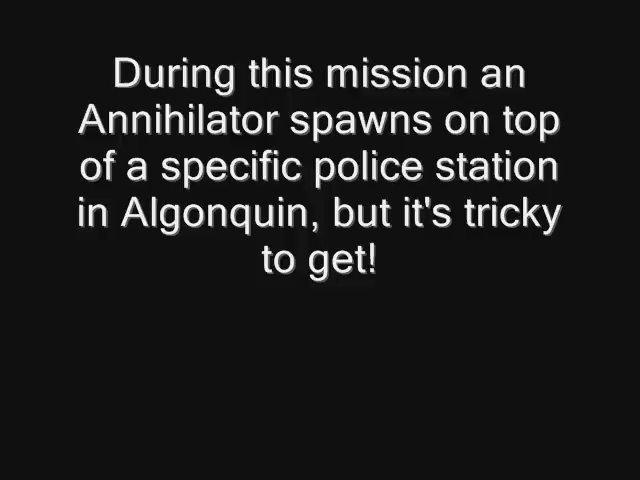 During this mission an
Annihilator spawns on top
of a specific police station
in Algonquin, but it's tricky
to get!